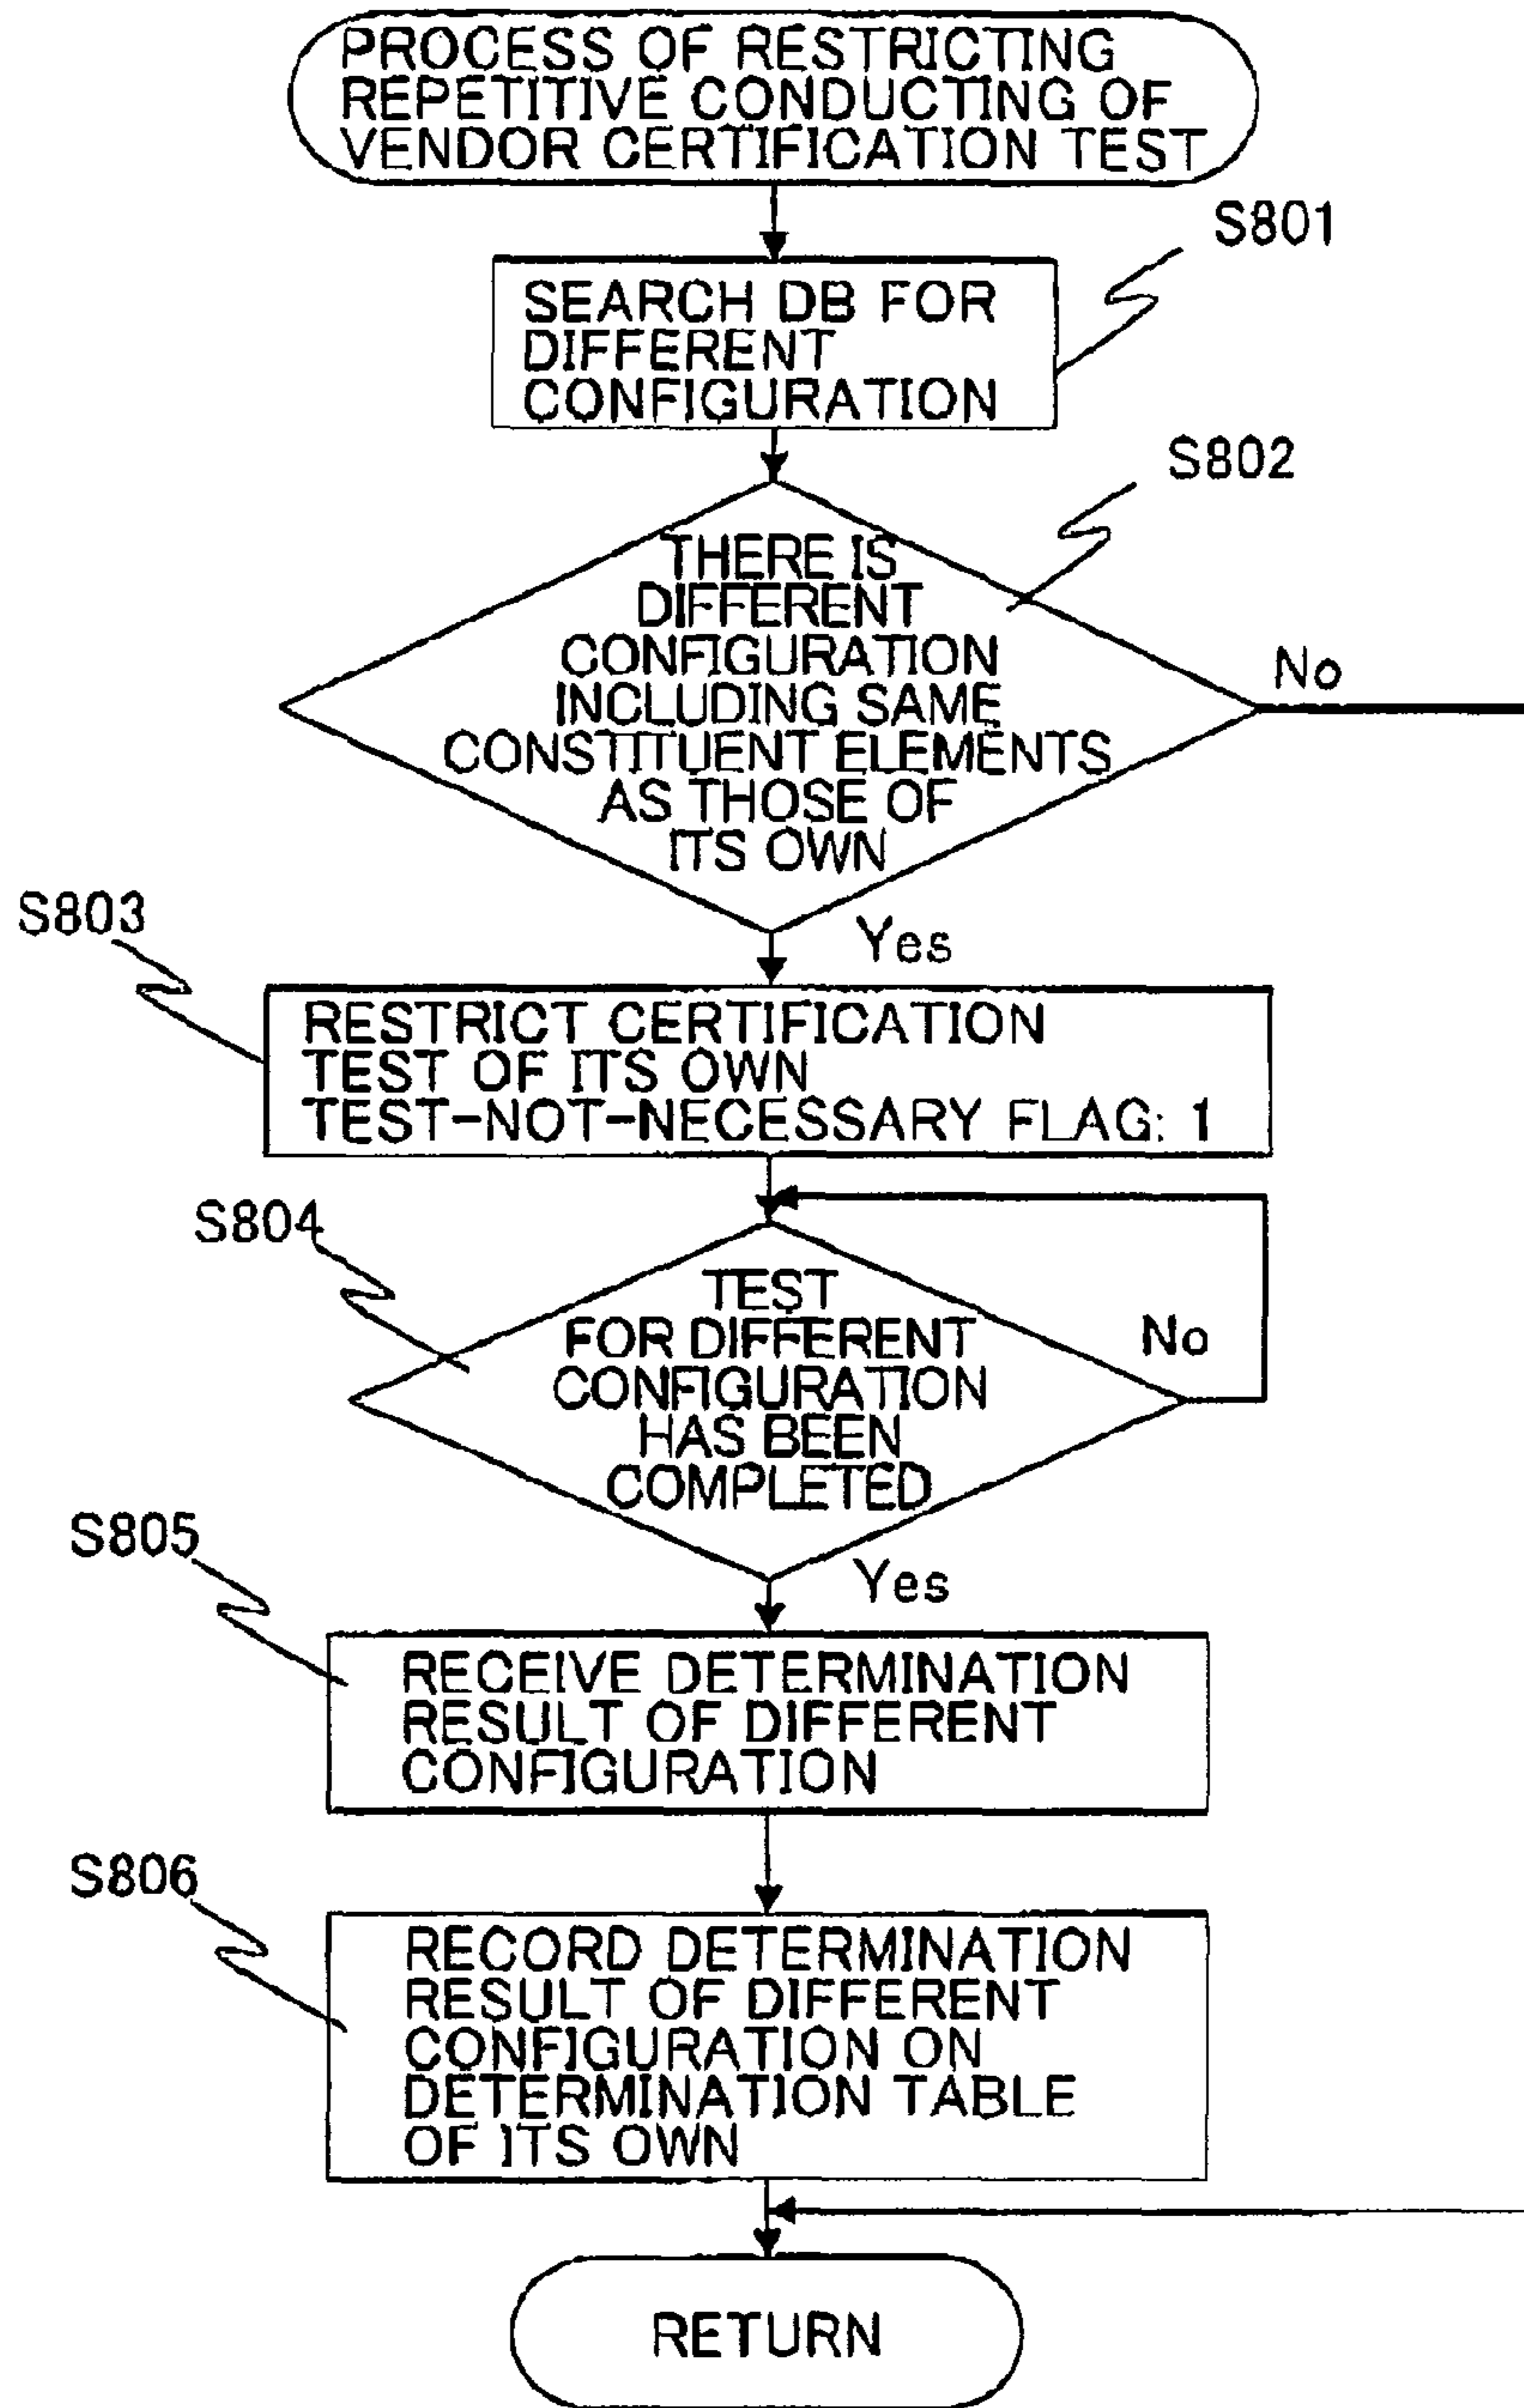 PROCESS OF RESTRICTING
REPETITIVE CONDUCTING OF
VENDOR CERTIFICATION TEST
S801
SEARCH DB FOR
DIFFERENT
CONFIGURATION
S802
THERE IS
DIFFERENT
CONFIGURATION
INCLUDING SAME
CONSTITUENT ELEMENTS
AS THOSE OF
ITS OWN
No
Yes
S803
RESTRICT CERTIFICATION
TEST OF ITS OWN
TEST-NOT-NECESSARY FLAG: 1
S804
TEST
FOR DIFFERENT
CONFIGURATION
HAS BEEN
COMPLETED
No
Yes
S805
RECEIVE DETERMINATION
RESULT OF DIFFERENT
CONFIGURATION
S806
RECORD DETERMINATION
RESULT OF DIFFERENT
CONFIGURATION ON
DETERMINATION TABLE
OF ITS OWN
RETURN